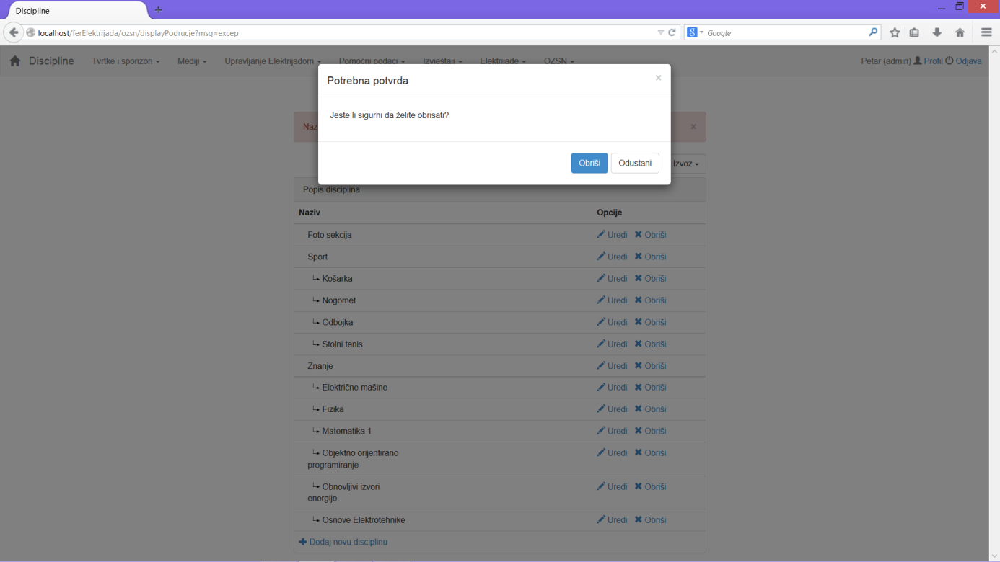 Discipline
localhost/ferElektrijada/ozsn/displayPodrucje?msg=excep
Google
Discipline Tvrtke i sponzori Mediji Upravljanje Elektrijadom Pomoćni podaci Izvještaji Elektrijade OZSN Petar (admin) Profil Odjava
Potrebna potvrda
Jeste li sigurni da želite obrisati?
Naz
Obriši Odustani
Izvoz
Popis disciplina
Naziv Opcije
Foto sekcija Uredi Obriši
Sport Uredi Obriši
Košarka Uredi Obriši
Nogomet Uredi Obriši
Odbojka Uredi Obriši
Stolni tenis Uredi Obriši
Znanje Uredi Obriši
Električne mašine Uredi Obriši
Fizika Uredi Obriši
Matematika 1 Uredi Obriši
Objektno orijentirano Uredi Obriši
programiranje
Obnovljivi izvori Uredi Obriši
energije
Osnove Elektrotehnike Uredi Obriši
Dodaj novu disciplinu